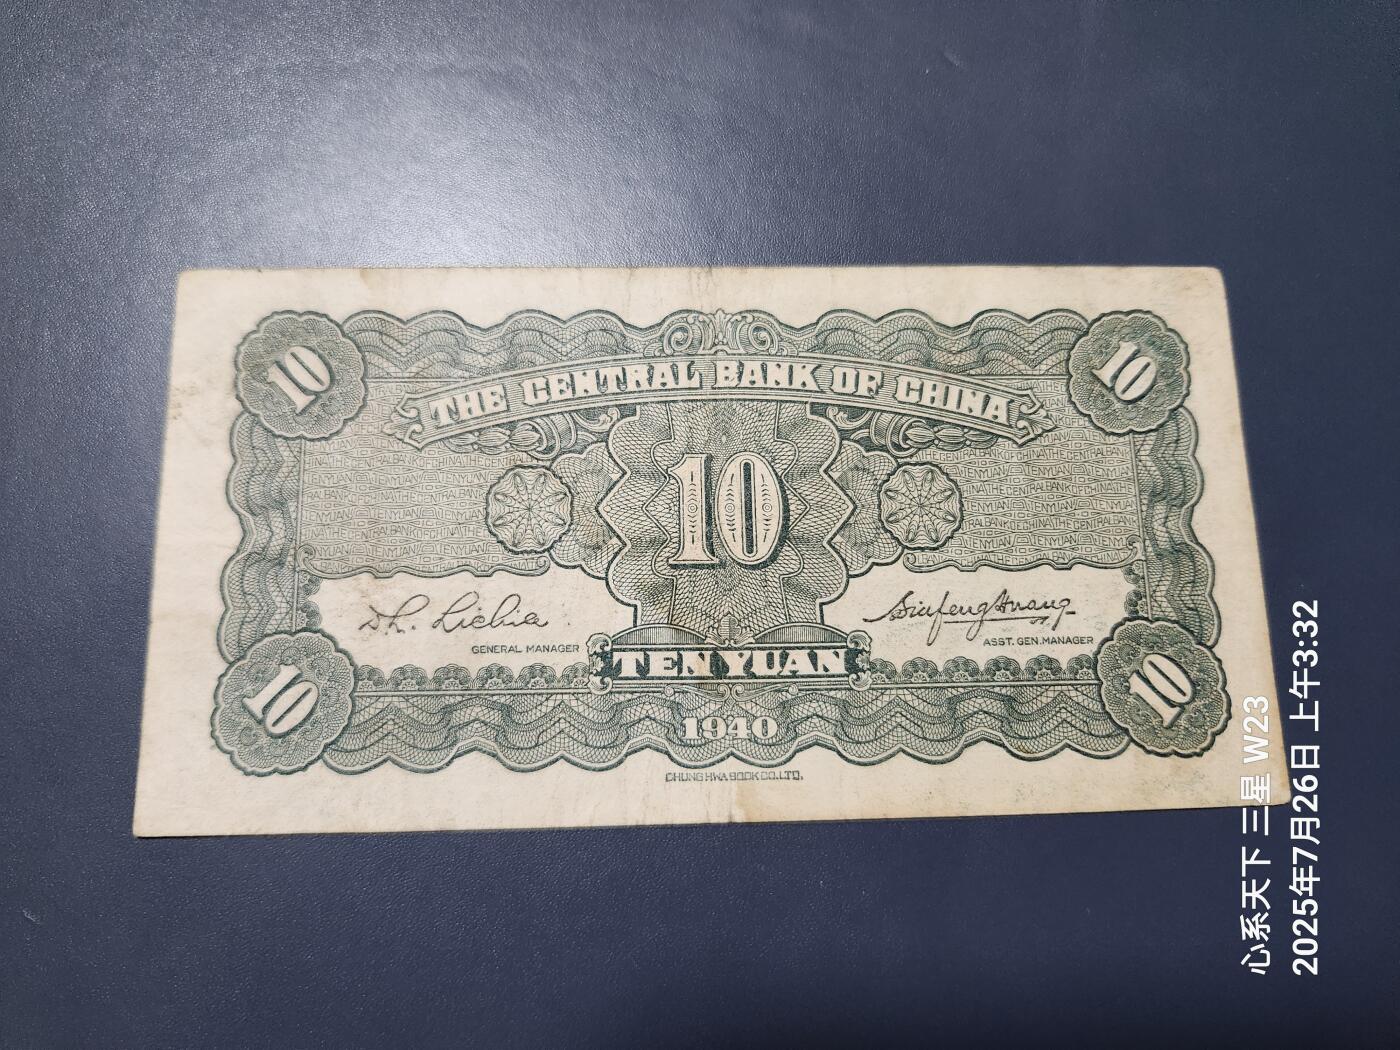 10
10
THE CENTRAL BANK OF CHINA
10
GENERAL MANAGER
ASST. GEN. MANAGER
TEN YUAN
10
10
1940
CHUNG HWA BOOK CO. LTD.
心系天下 三星 W23
2025年7月26日 上午3:32